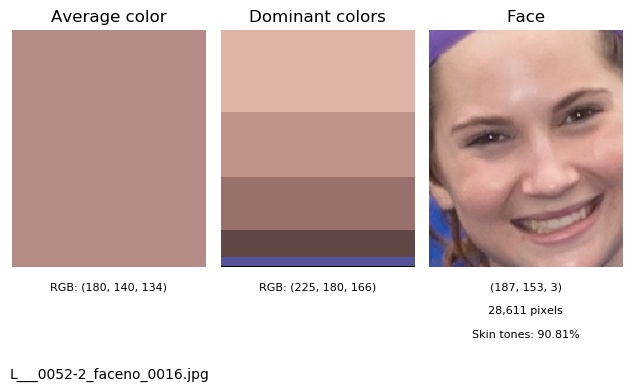 Average color
Dominant colors
Face
RGB: (180, 140, 134)
RGB: (225, 180, 166)
(187, 153, 3)
28,611 pixels
Skin tones: 90.81%
L___0052-2_faceno_0016.jpg